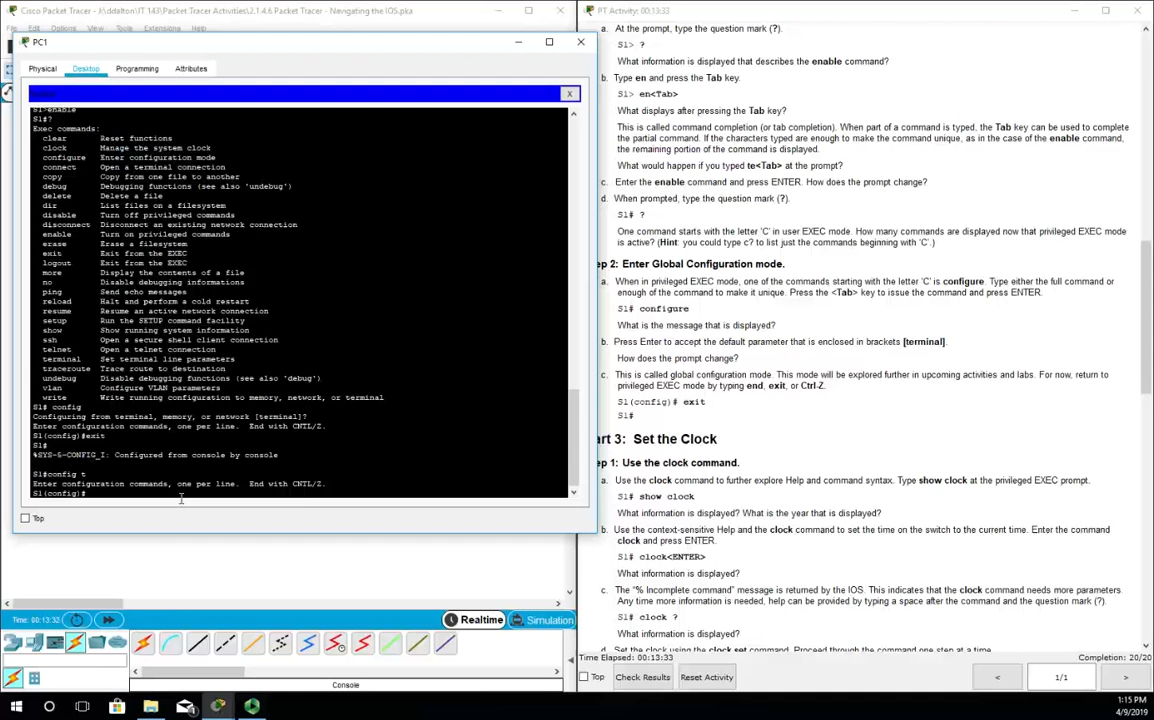 Cisco Packet Tracer - I:\ddalton\IT 143\Packet Tracer Activities\2.1.4.6 Packet Tracer - Nevigating the IOS.pka
File Edit Options View Tools Extensions Help
PC1
Physical Desktop Programming Attributes
X
S1>enable
S1#?
Exec commands:
clear Reset functions
clock Manage the system clock
configure Enter configuration mode
connect Open a terminal connection
copy Copy from one file to another
debug Debugging functions (see also 'undebug')
delete Delete a file
dir List files on a filesystem
disable Turn off privileged commands
disconnect Disconnect an existing network connection
enable Turn on privileged commands
erase Erase a filesystem
exit Exit from the EXEC
logout Exit from the EXEC
more Display the contents of a file
no Disable debugging informations
ping Send echo messages
reload Halt and perform a cold restart
resume Resume an active network connection
setup Run the SETUP command facility
show Show running system information
ssh Open a secure shell client connection
telnet Open a telnet connection
terminal Set terminal line parameters
traceroute Trace route to destination
undebug Disable debugging functions (see also 'debug')
vlan Configure VLAN parameters
write Write running configuration to memory, network, or terminal
S1# config
Configuring from terminal, memory, or network [terminal]?
Enter configuration commands, one per line. End with CNTL/Z.
S1(config)#exit
S1#
%SYS-5-CONFIG_I: Configured from console by console
S1#config t
Enter configuration commands, one per line. End with CNTL/Z.
S1(config)#
Top
Time: 00:13:33
Realtime Simulation
Console
PT Activity: 00:13:33
a. At the prompt, type the question mark (?).
S1> ?
What information is displayed that describes the enable command?
b. Type en and press the Tab key.
S1> en<Tab>
What displays after pressing the Tab key?
This is called command completion (or tab completion). When part of a command is typed, the Tab key can be used to complete
the partial command. If the characters typed are enough to make the command unique, as in the case of the enable command,
the remaining portion of the command is displayed.
What would happen if you typed te<Tab> at the prompt?
c. Enter the enable command and press ENTER. How does the prompt change?
d. When prompted, type the question mark (?).
S1# ?
One command starts with the letter 'C' in user EXEC mode. How many commands are displayed now that privileged EXEC mode
is active? (Hint: you could type c? to list just the commands beginning with 'C'.)
ep 2: Enter Global Configuration mode.
a. When in privileged EXEC mode, one of the commands starting with the letter 'C' is configure. Type either the full command or
enough of the command to make it unique. Press the <Tab> key to issue the command and press ENTER.
S1# configure
What is the message that is displayed?
b. Press Enter to accept the default parameter that is enclosed in brackets [terminal].
How does the prompt change?
c. This is called global configuration mode. This mode will be explored further in upcoming activities and labs. For now, return to
privileged EXEC mode by typing end, exit, or Ctrl-Z.
S1(config)# exit
S1#
art 3: Set the Clock
ep 1: Use the clock command.
a. Use the clock command to further explore Help and command syntax. Type show clock at the privileged EXEC prompt.
S1# show clock
What information is displayed? What is the year that is displayed?
b. Use the context-sensitive Help and the clock command to set the time on the switch to the current time. Enter the command
clock and press ENTER.
S1# clock<ENTER>
What information is displayed?
c. The "% Incomplete command" message is returned by the IOS. This indicates that the clock command needs more parameters.
Any time more information is needed, help can be provided by typing a space after the command and the question mark (?).
S1# clock ?
What information is displayed?
d. Set the clock using the clock set command. Proceed through the command one step at a time.
Time Elapsed: 00:13:33 Completion: 20/20
Top Check Results Reset Activity < 1/1 >
1:15 PM
4/9/2019